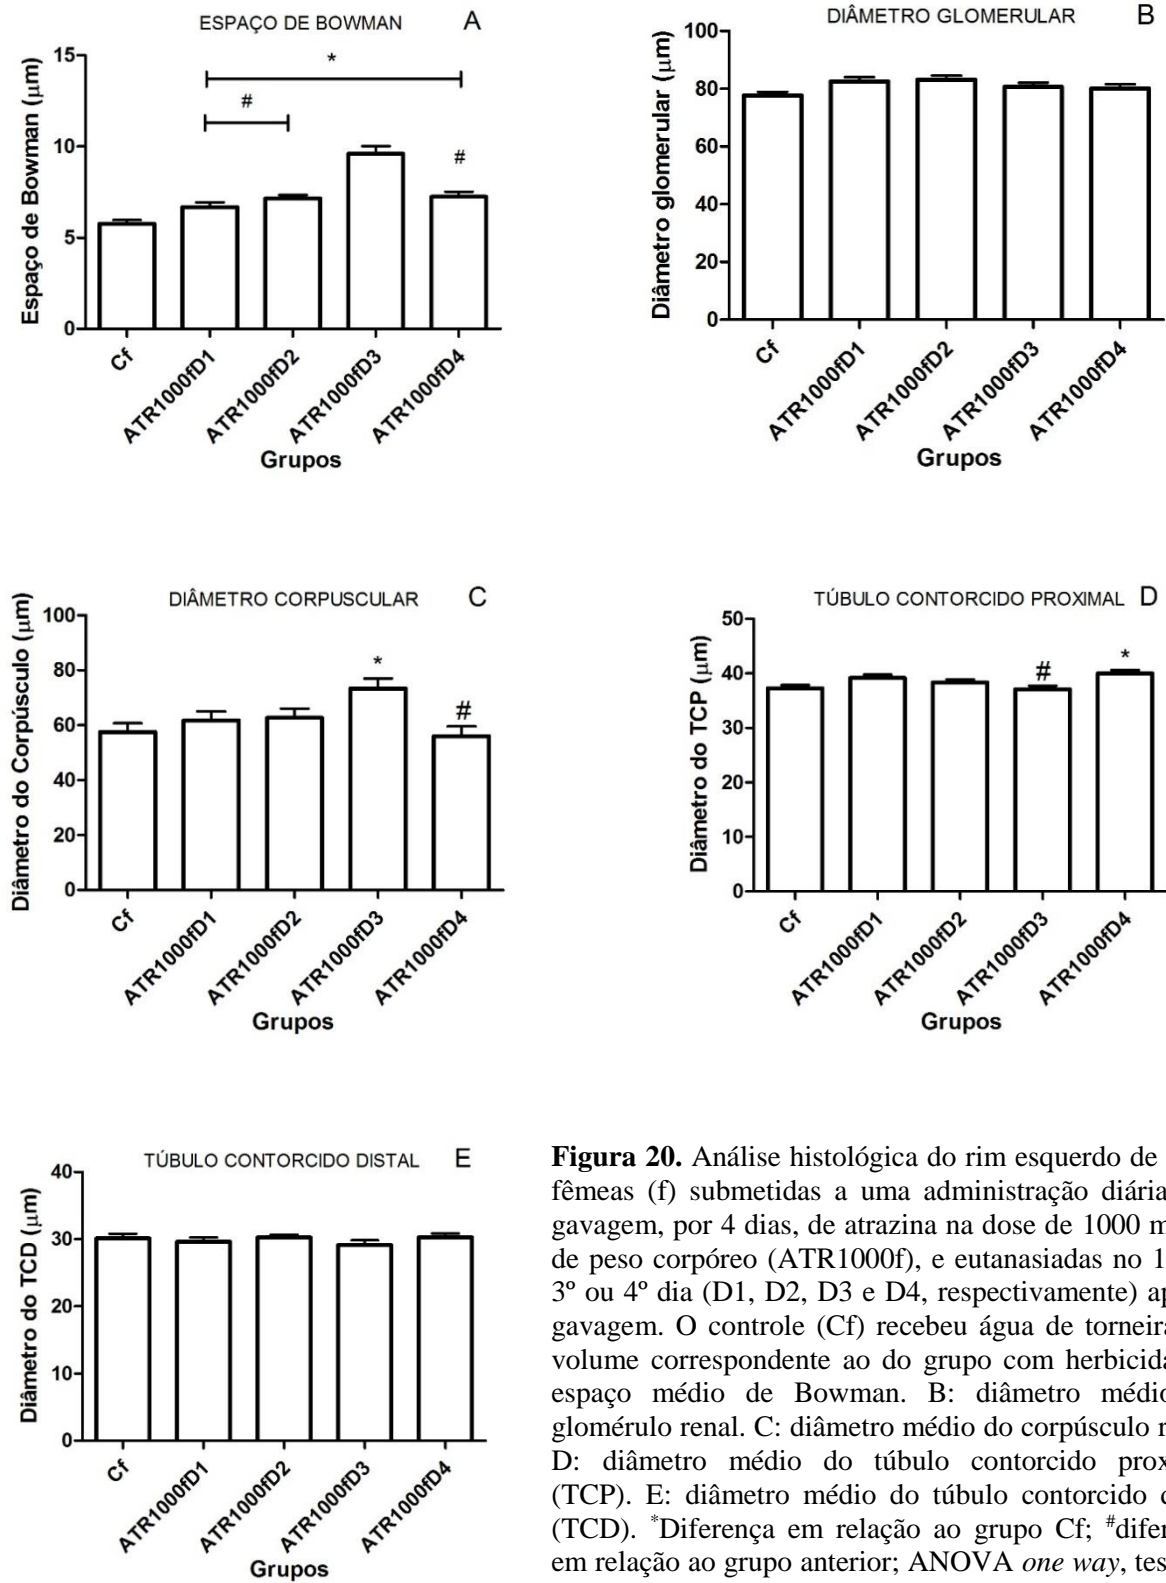 ESPAÇO DE BOWMAN A
Espaço de Bowman (µm)
15
10
5
0
*
#
#
Cf
ATR1000fD1
ATR1000fD2
ATR1000fD3
ATR1000fD4
Grupos
DIÂMETRO GLOMERULAR B
Diâmetro glomerular (µm)
100
80
60
40
20
0
Cf
ATR1000fD1
ATR1000fD2
ATR1000fD3
ATR1000fD4
Grupos
DIÂMETRO CORPUSCULAR C
Diâmetro do Corpúsculo (µm)
100
80
60
40
20
0
*
#
Cf
ATR1000fD1
ATR1000fD2
ATR1000fD3
ATR1000fD4
Grupos
TÚBULO CONTORCIDO PROXIMAL D
Diâmetro do TCP (µm)
50
40
30
20
10
0
#
*
Cf
ATR1000fD1
ATR1000fD2
ATR1000fD3
ATR1000fD4
Grupos
TÚBULO CONTORCIDO DISTAL E
Diâmetro do TCD (µm)
40
30
20
10
0
Cf
ATR1000fD1
ATR1000fD2
ATR1000fD3
ATR1000fD4
Grupos
Figura 20. Análise histológica do rim esquerdo de
fêmeas (f) submetidas a uma administração diária
gavagem, por 4 dias, de atrazina na dose de 1000 m
de peso corpóreo (ATR1000f), e eutanasiadas no 1
3º ou 4º dia (D1, D2, D3 e D4, respectivamente) ap
gavagem. O controle (Cf) recebeu água de torneira
volume correspondente ao do grupo com herbicida
espaço médio de Bowman. B: diâmetro médio
glomérulo renal. C: diâmetro médio do corpúsculo r
D: diâmetro médio do túbulo contorcido prox
(TCP). E: diâmetro médio do túbulo contorcido
(TCD). *Diferença em relação ao grupo Cf; #difer
em relação ao grupo anterior; ANOVA one way, tes